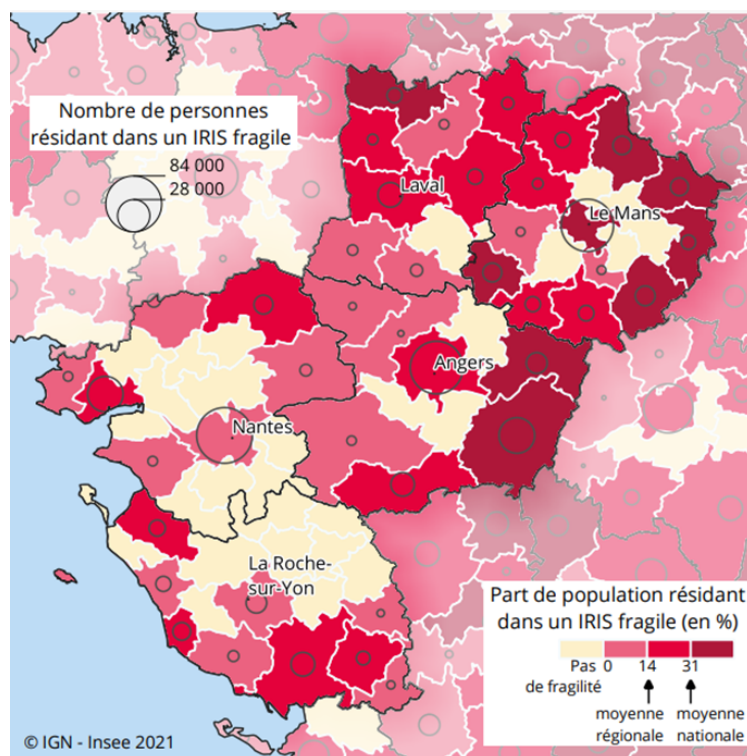 Nombre de personnes
résidant dans un IRIS fragile
84 000
28 000
Laval
Le Mans
Angers
Nantes
La Roche-
sur-Yon
Part de population résidant
dans un IRIS fragile (en %)
Pas 0 14 31
de fragilité
moyenne moyenne
régionale nationale
© IGN - Insee 2021